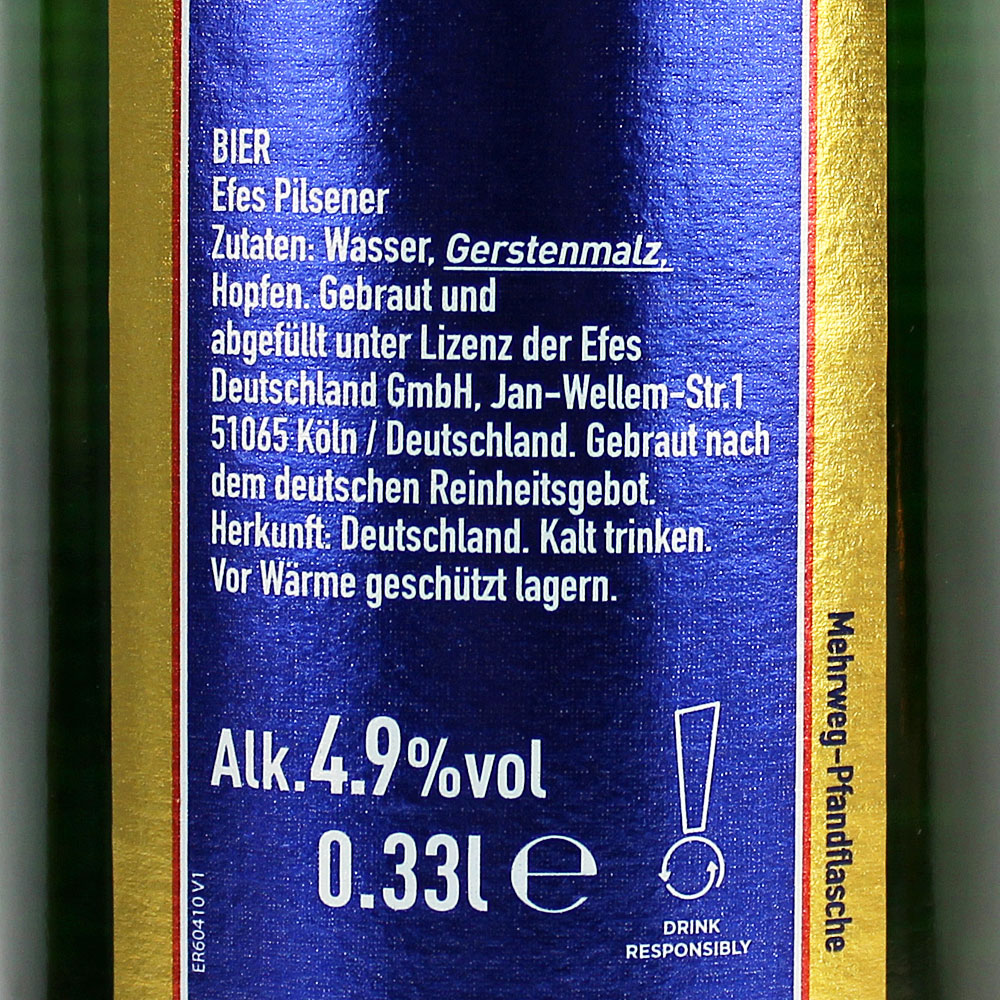 BIER
Efes Pilsener
Zutaten: Wasser, Gerstenmalz,
Hopfen. Gebraut und
abgefüllt unter Lizenz der Efes
Deutschland GmbH, Jan-Wellem-Str.1
51065 Köln / Deutschland. Gebraut nach
dem deutschen Reinheitsgebot.
Herkunft: Deutschland. Kalt trinken.
Vor Wärme geschützt lagern.
Alk.4.9%vol
0.33l ℮
DRINK
RESPONSIBLY
ER60410 V1
Mehrweg-Pfandflasche